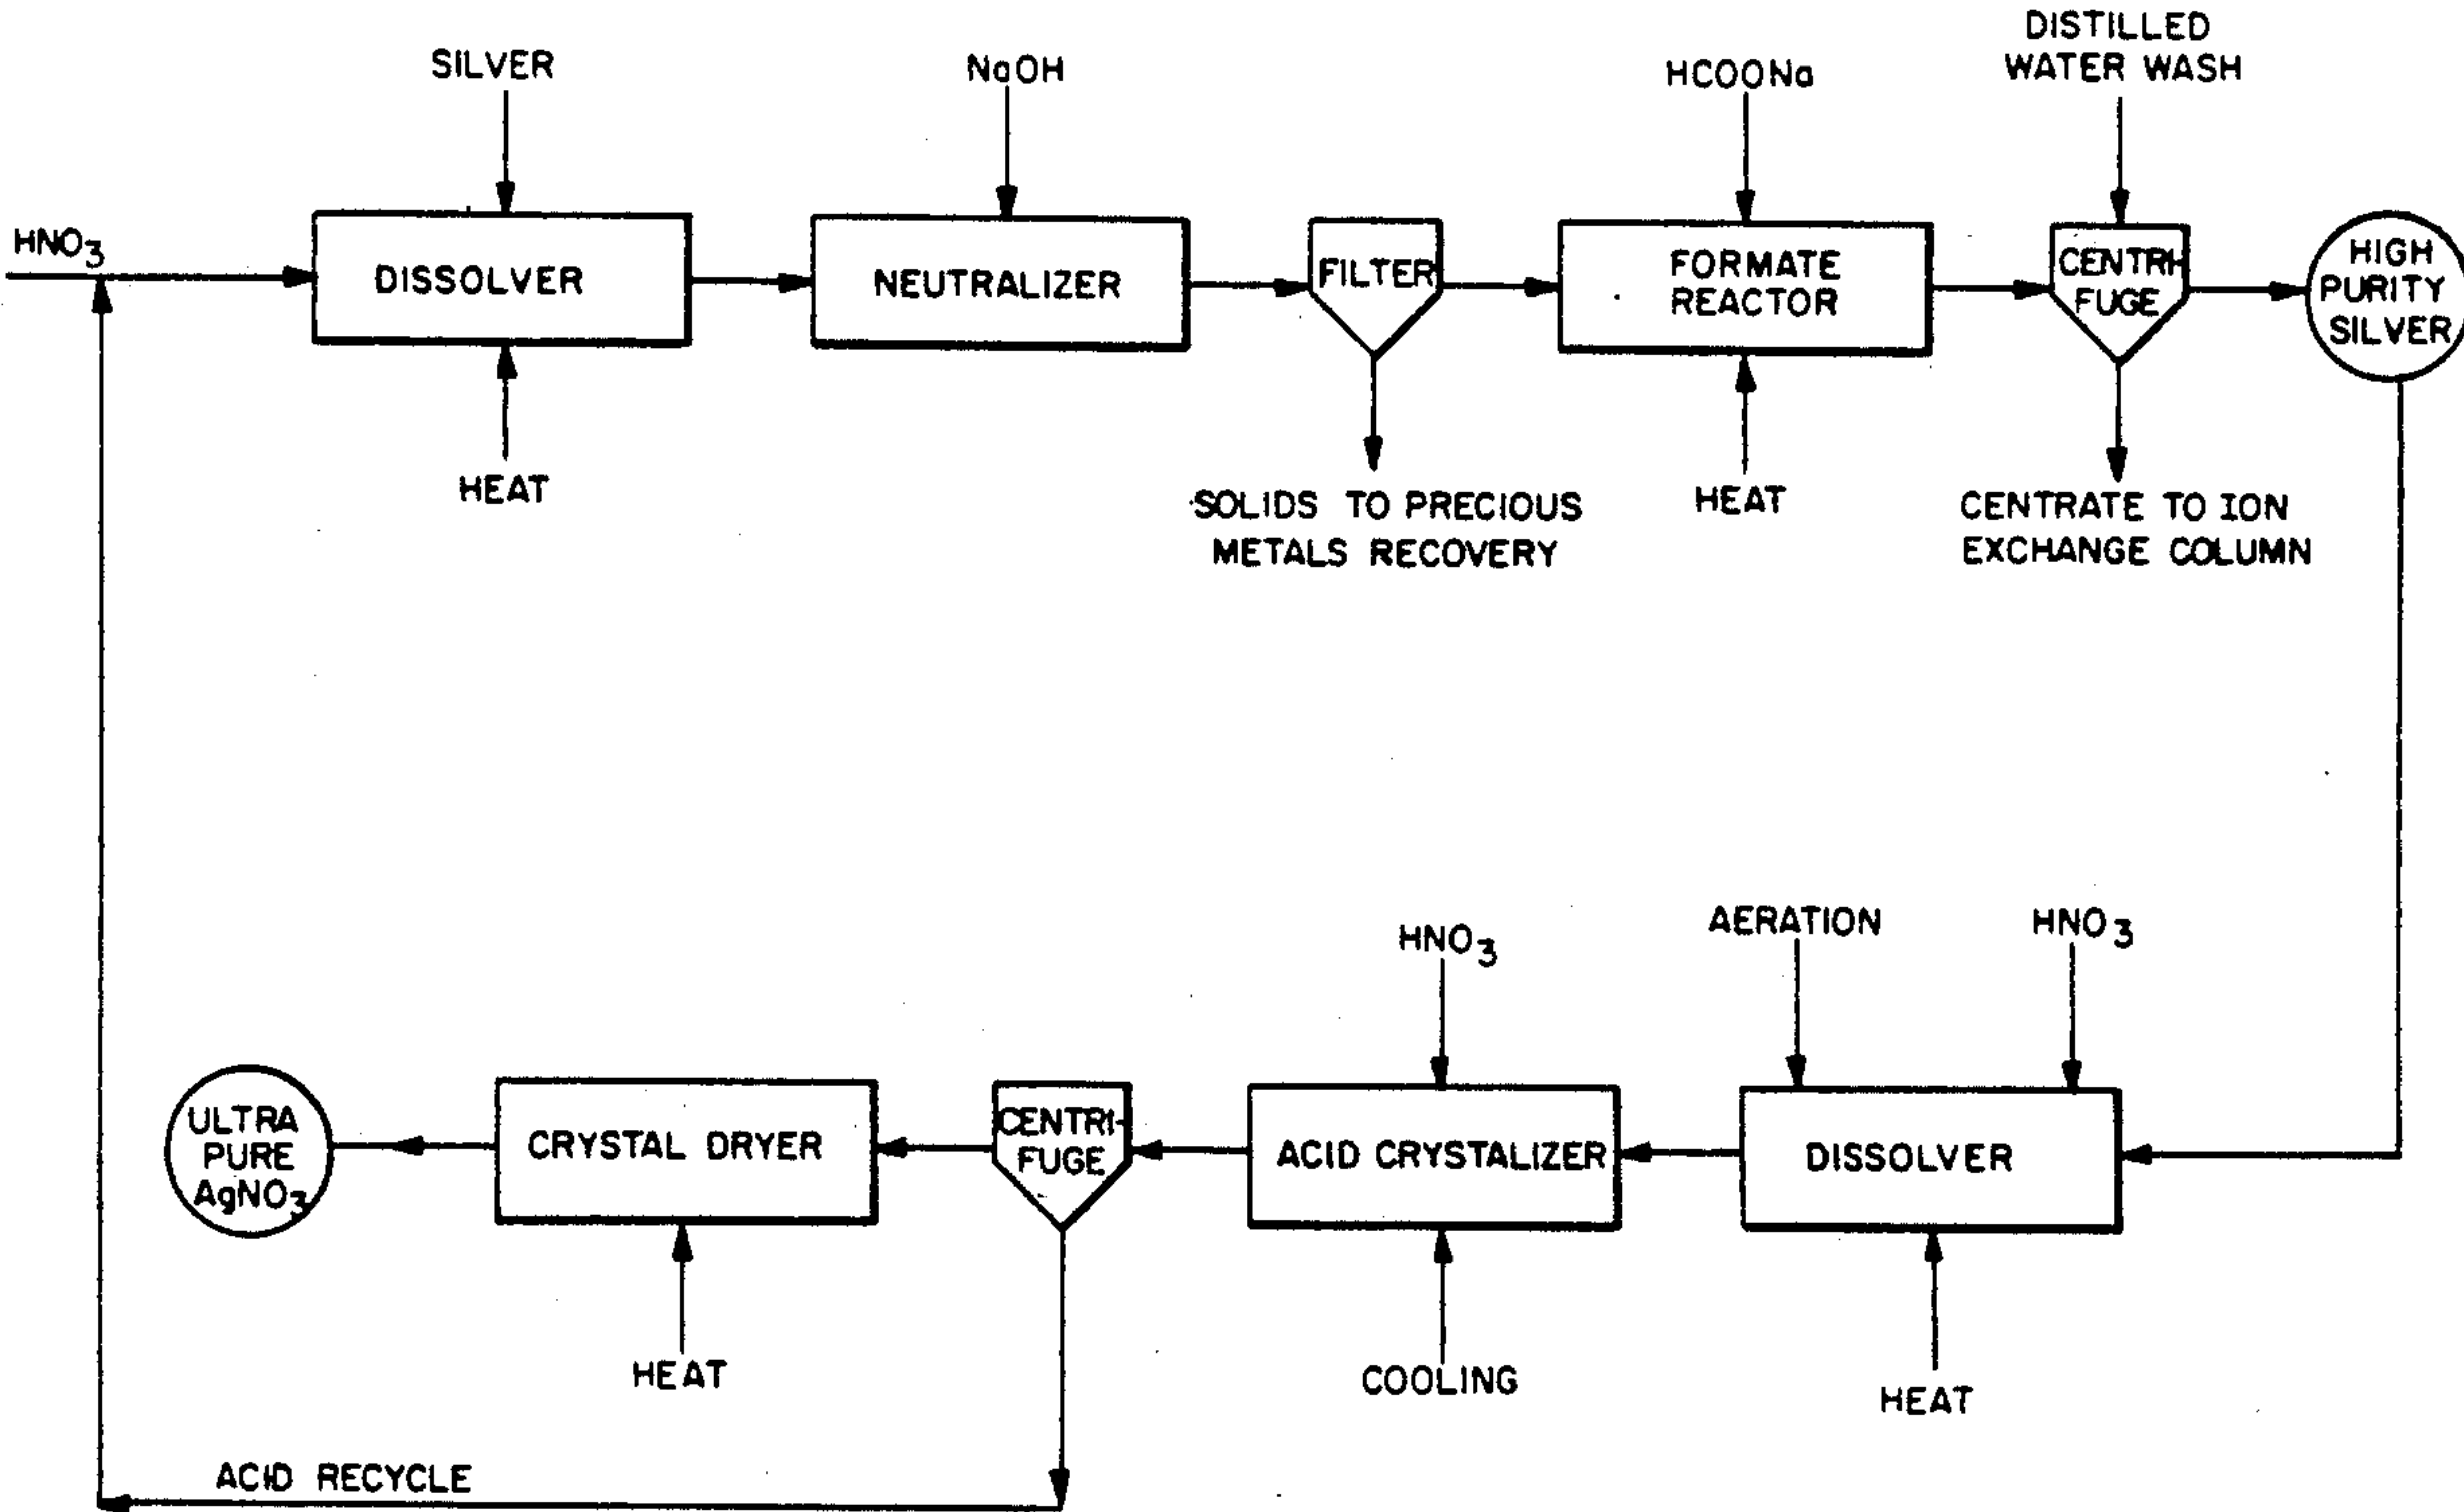 SILVER
NaOH
HCOONa
DISTILLED
WATER WASH
HNO3
DISSOLVER
NEUTRALIZER
FILTER
FORMATE
REACTOR
CENTRI-
FUGE
HIGH
PURITY
SILVER
HEAT
SOLIDS TO PRECIOUS
METALS RECOVERY
HEAT
CENTRATE TO ION
EXCHANGE COLUMN
HNO3
AERATION
HNO3
ULTRA
PURE
AgNO3
CRYSTAL DRYER
CENTRI-
FUGE
ACID CRYSTALIZER
DISSOLVER
HEAT
COOLING
HEAT
ACID RECYCLE